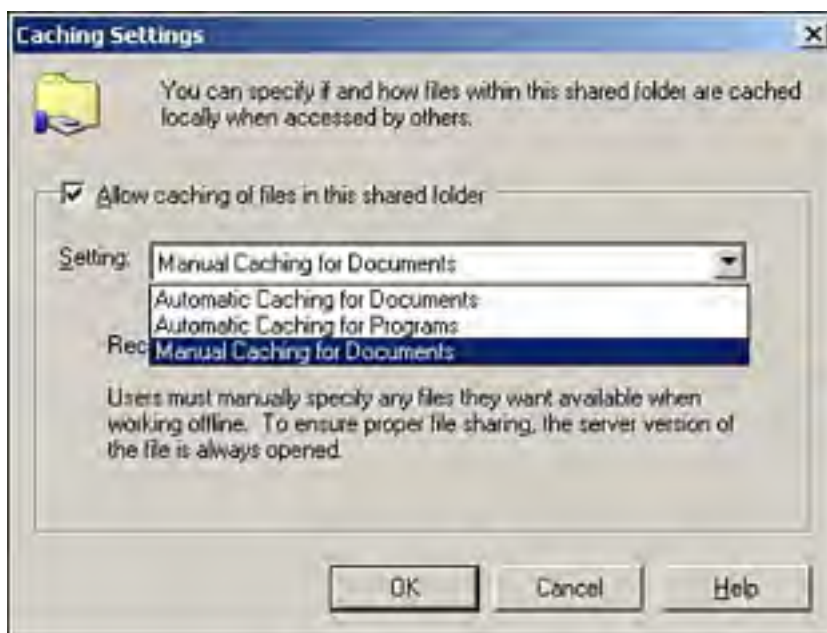 Caching Settings
You can specify if and how files within this shared folder are cached
locally when accessed by others.
Allow caching of files in this shared folder
Setting: Manual Caching for Documents
Automatic Caching for Documents
Automatic Caching for Programs
Rec Manual Caching for Documents
Users must manually specify any files they want available when
working offline. To ensure proper file sharing, the server version of
the file is always opened.
OK Cancel Help